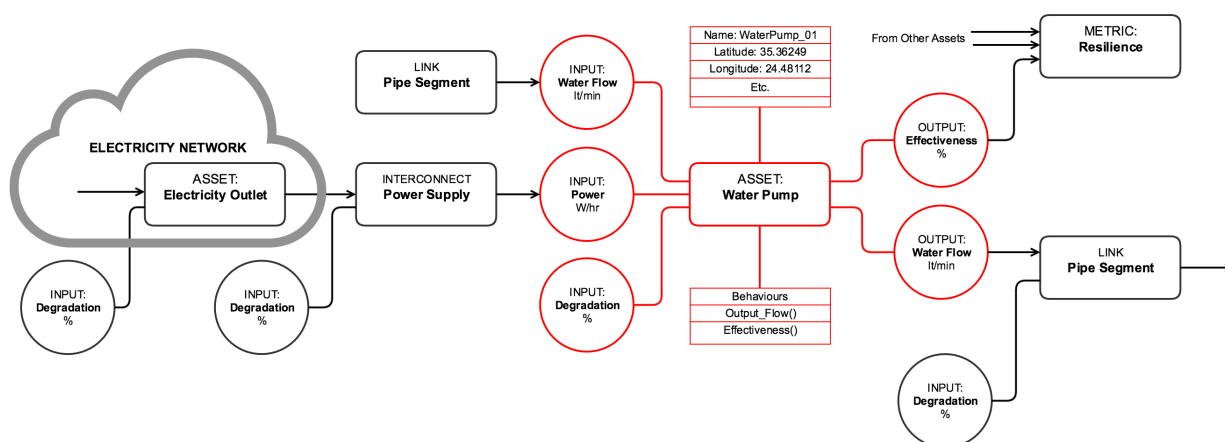 ELECTRICITY NETWORK
ASSET:
Electricity Outlet
INPUT:
Degradation
%
INPUT:
Degradation
%
LINK
Pipe Segment
INTERCONNECT
Power Supply
INPUT:
Water Flow
lt/min
INPUT:
Power
W/hr
INPUT:
Degradation
%
Name: WaterPump_01
Latitude: 35.36249
Longitude: 24.48112
Etc.
ASSET:
Water Pump
Behaviours
Output_Flow()
Effectiveness()
From Other Assets
METRIC:
Resilience
OUTPUT:
Effectiveness
%
OUTPUT:
Water Flow
lt/min
LINK
Pipe Segment
INPUT:
Degradation
%